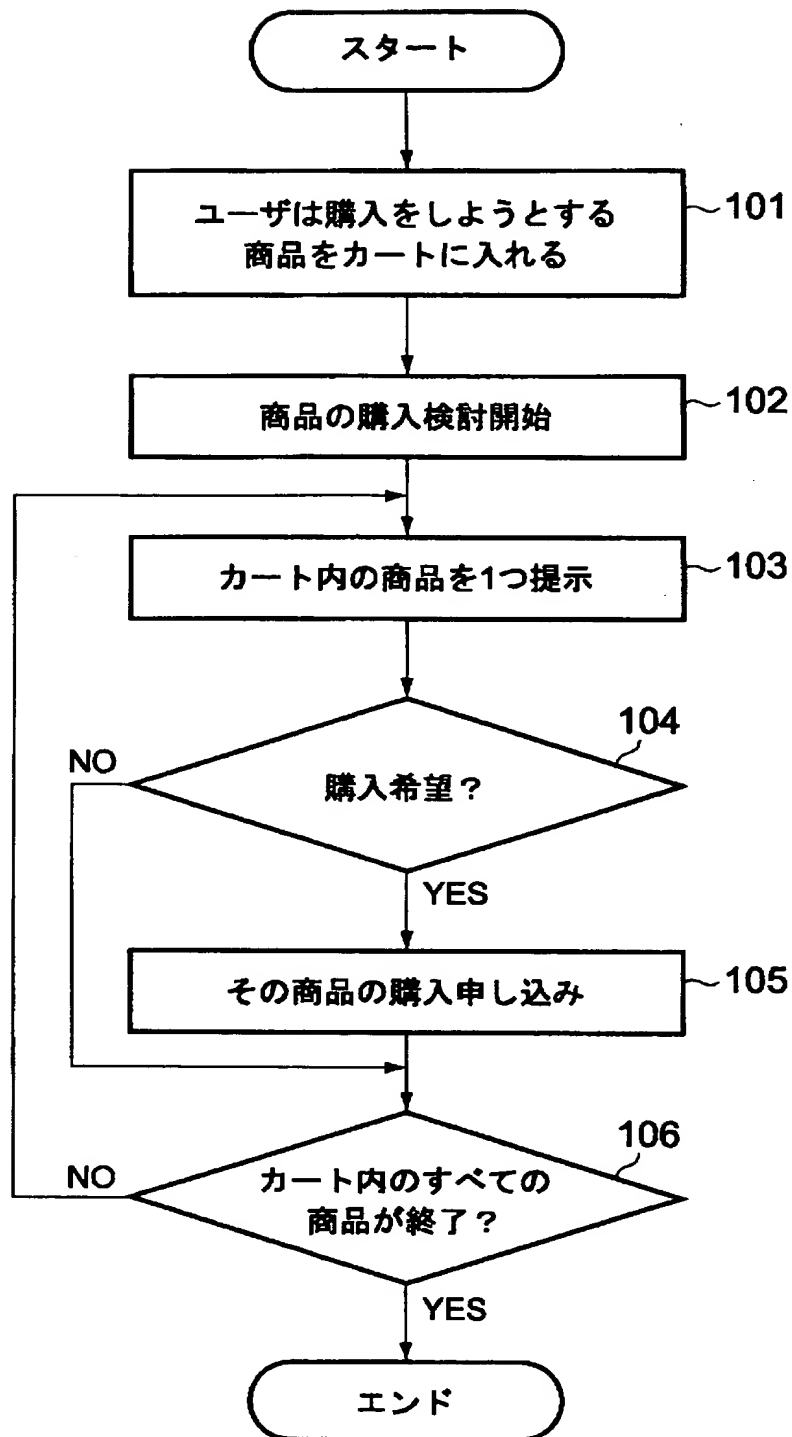 スタート
ユーザは購入をしようとする
商品をカートに入れる
101
商品の購入検討開始
102
カート内の商品を1つ提示
103
104
NO
購入希望？
YES
その商品の購入申し込み
105
106
NO
カート内のすべての
商品が終了？
YES
エンド